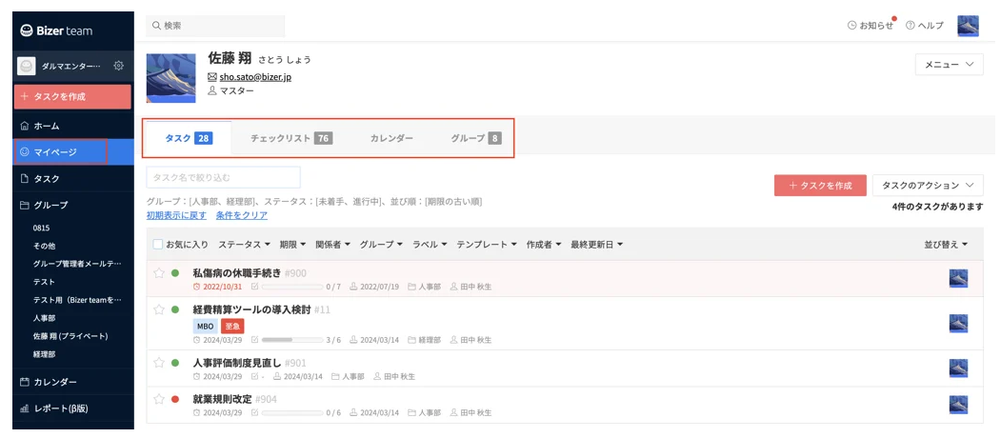 Bizer team
検索
お知らせ
ヘルプ
ダルマエンター…
タスクを作成
ホーム
マイページ
タスク
グループ
0815
その他
グループ管理者メールテ…
テスト
テスト用（Bizer teamを…
人事部
佐藤 翔 (プライベート)
経理部
カレンダー
レポート(β版)
佐藤 翔 さとう しょう
sho.sato@bizer.jp
マスター
メニュー
タスク 28 チェックリスト 76 カレンダー グループ 8
タスク名で絞り込む
タスクを作成 タスクのアクション
グループ：[人事部、経理部]、ステータス：[未着手、進行中]、並び順：[期限の古い順]
4件のタスクがあります
初期表示に戻す 条件をクリア
お気に入り ステータス 期限 関係者 グループ ラベル テンプレート 作成者 最終更新日 並び替え
私傷病の休職手続き #900
2022/10/31 0 / 7 2022/07/19 人事部 田中 秋生
経費精算ツールの導入検討 #11
MBO 至急
2024/03/29 3 / 6 2024/03/14 経理部 田中 秋生
人事評価制度見直し #901
2024/03/29 - 2024/03/14 人事部 田中 秋生
就業規則改定 #904
2024/03/29 0 / 6 2024/03/14 人事部 田中 秋生